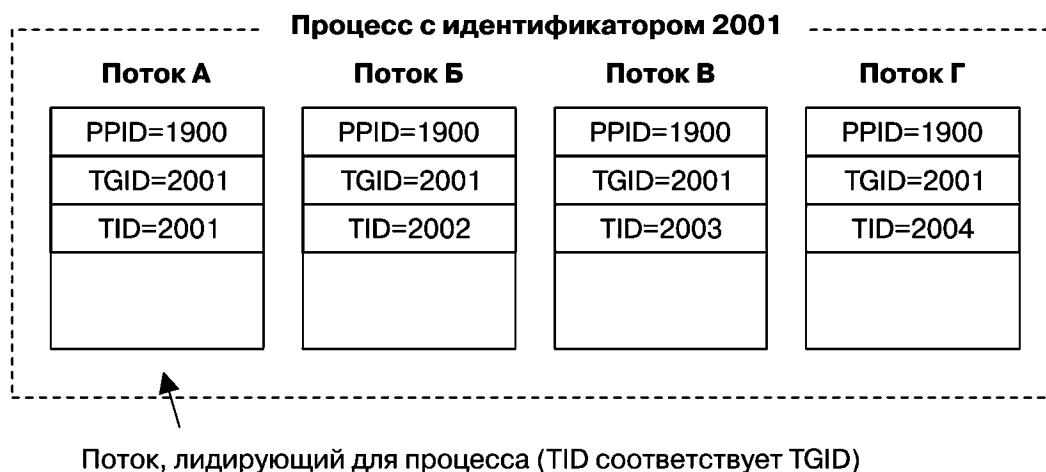 Процесс с идентификатором 2001
Поток А
Поток Б
Поток В
Поток Г
PPID=1900
PPID=1900
PPID=1900
PPID=1900
TGID=2001
TGID=2001
TGID=2001
TGID=2001
TID=2001
TID=2002
TID=2003
TID=2004
Поток, лидирующий для процесса (TID соответствует TGID)